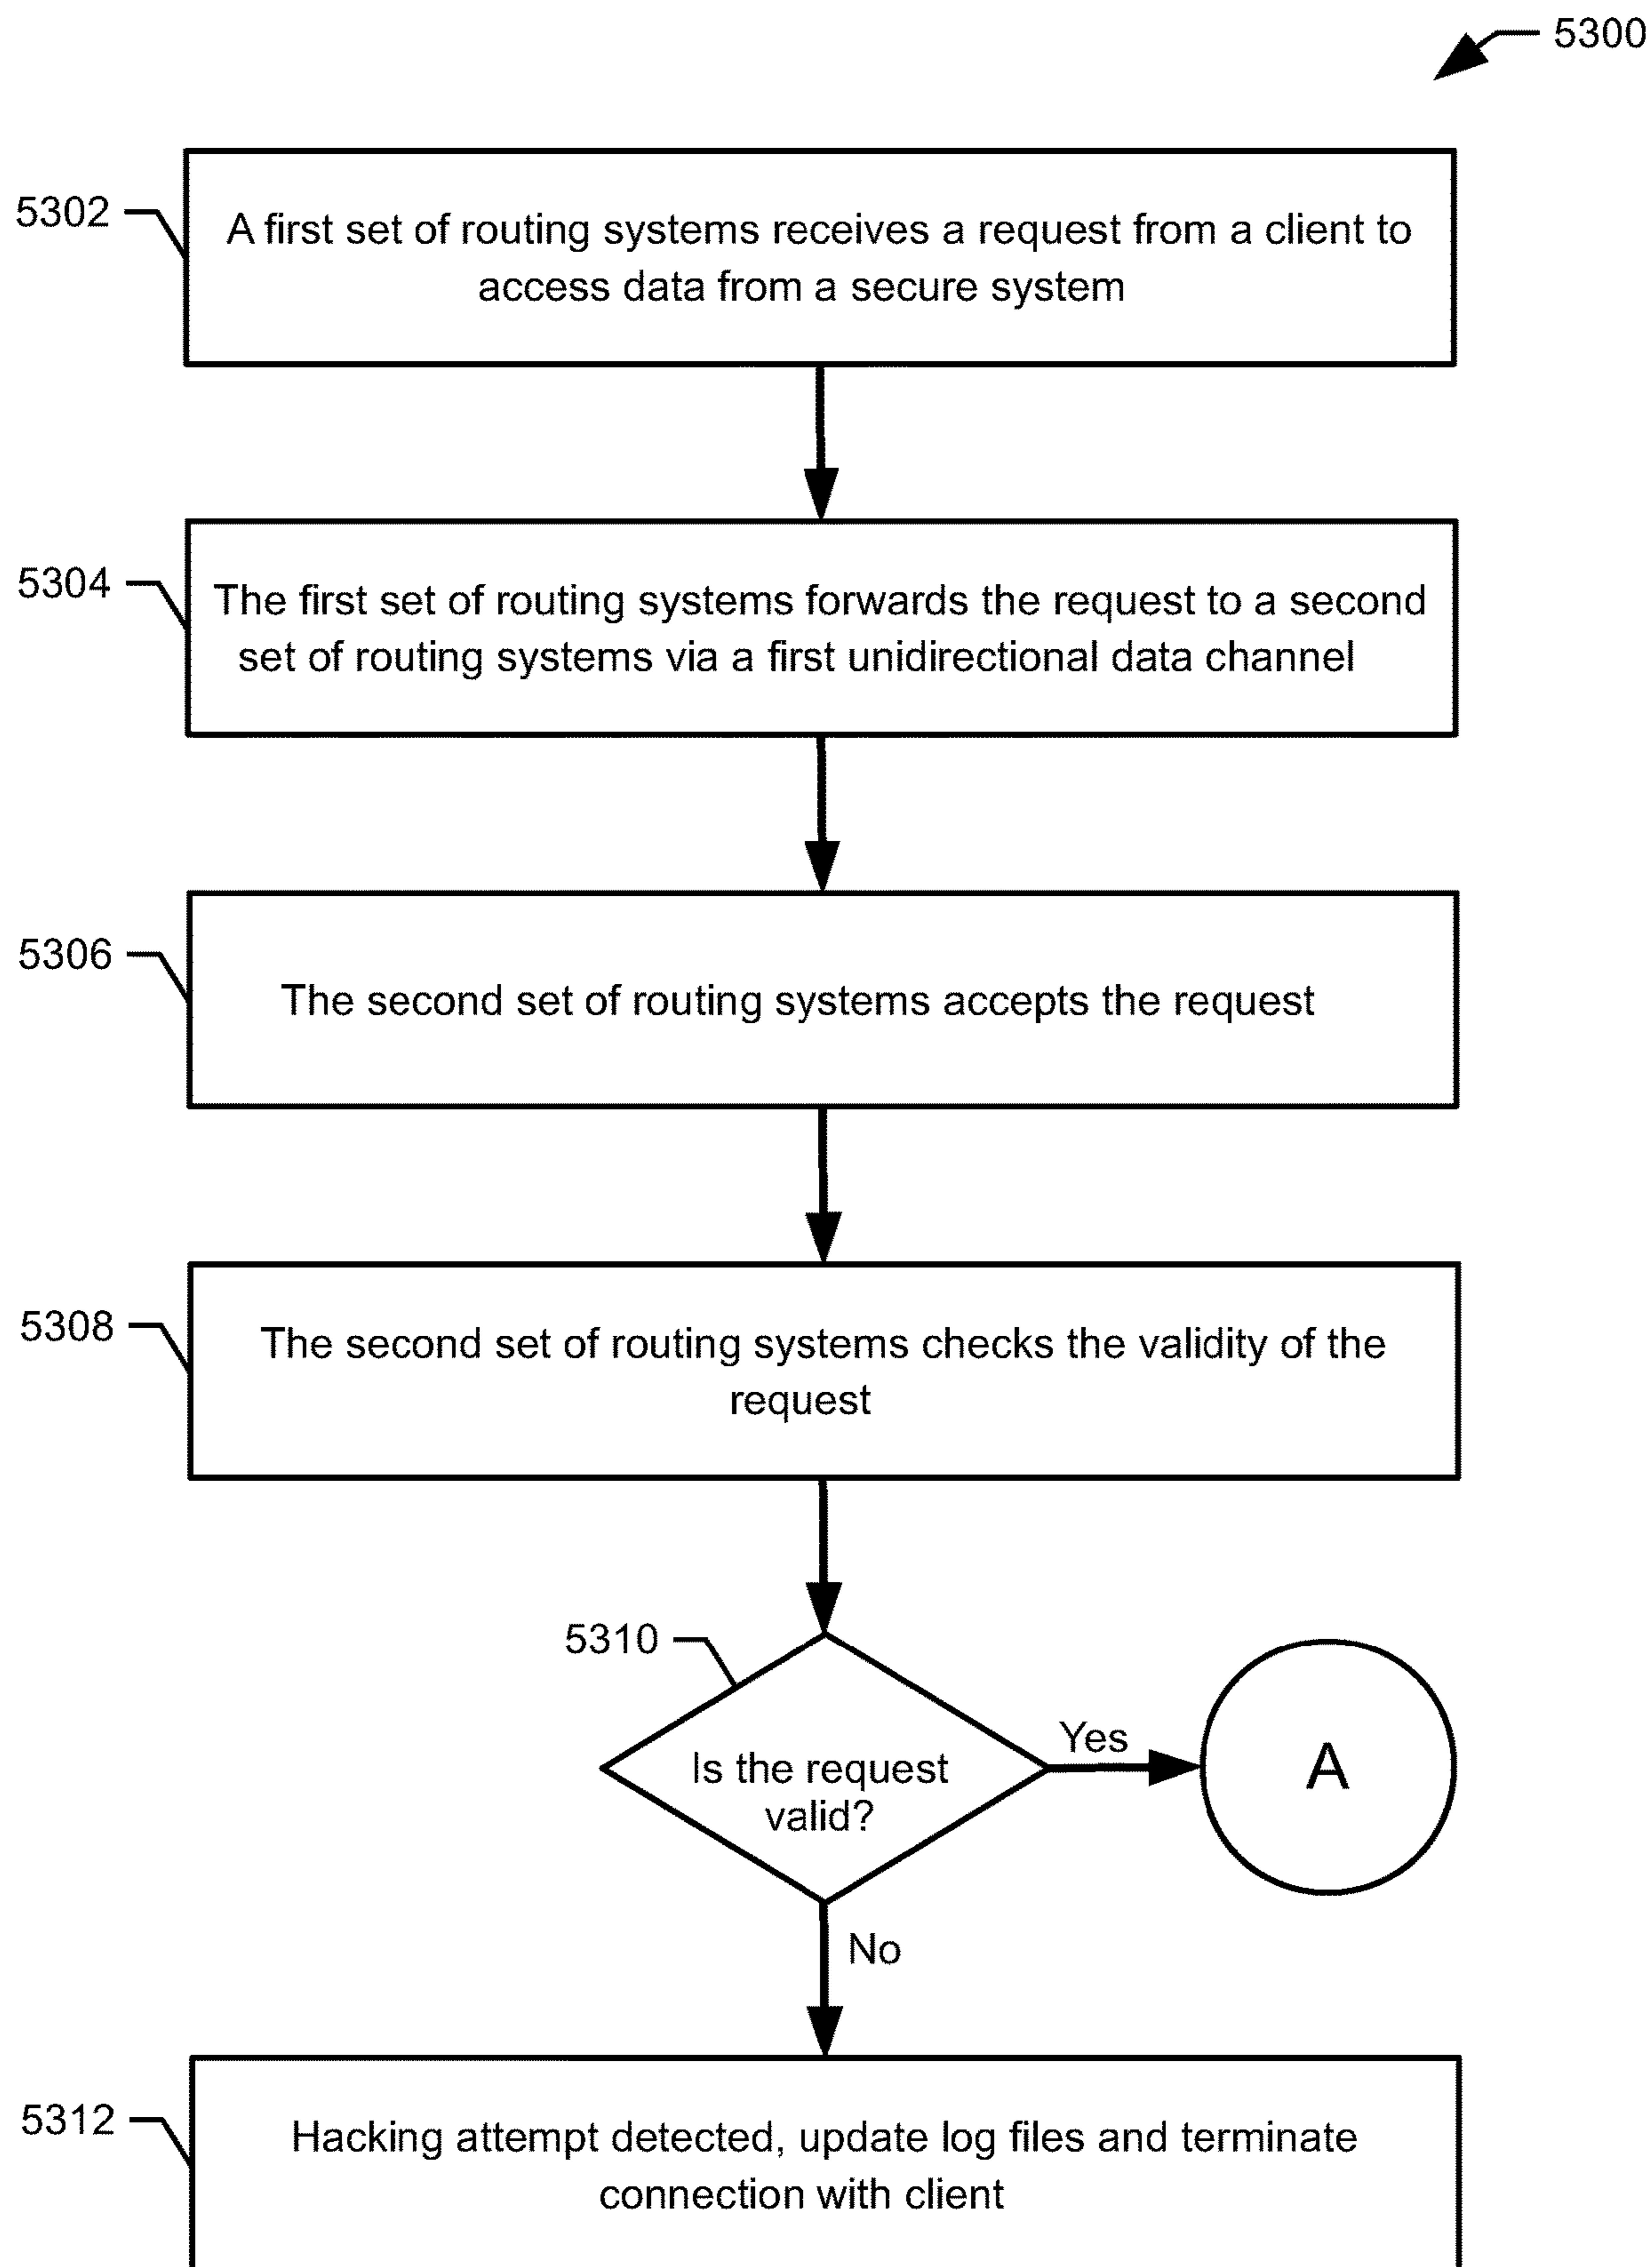 5300
5302
A first set of routing systems receives a request from a client to
access data from a secure system
5304
The first set of routing systems forwards the request to a second
set of routing systems via a first unidirectional data channel
5306
The second set of routing systems accepts the request
5308
The second set of routing systems checks the validity of the
request
5310
Is the request
valid?
Yes
A
No
5312
Hacking attempt detected, update log files and terminate
connection with client